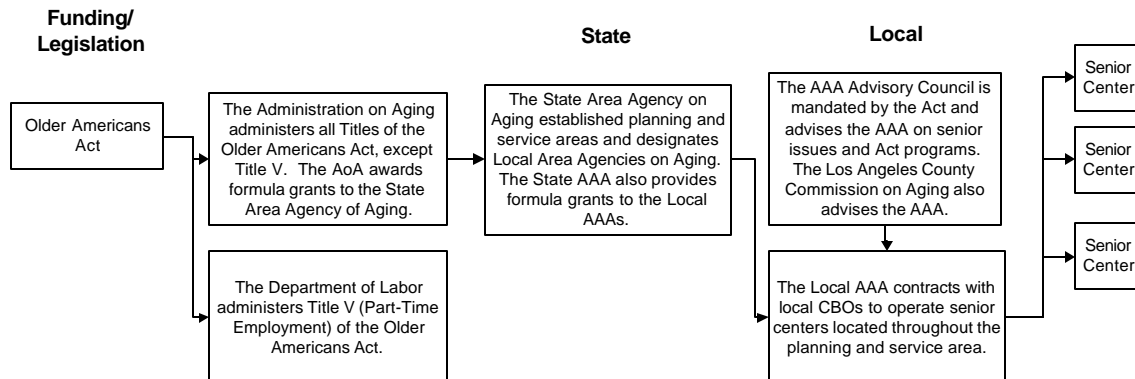 Funding/
Legislation
State
Local
Older Americans
Act
The Administration on Aging
administers all Titles of the
Older Americans Act, except
Title V.  The AoA awards
formula grants to the State
Area Agency of Aging.
The Department of Labor
administers Title V (Part-Time
Employment) of the Older
Americans Act.
The State Area Agency on
Aging established planning and
service areas and designates
Local Area Agencies on Aging.
The State AAA also provides
formula grants to the Local
AAAs.
The AAA Advisory Council is
mandated by the Act and
advises the AAA on senior
issues and Act programs.
The Los Angeles County
Commission on Aging also
advises the AAA.
The Local AAA contracts with
local CBOs to operate senior
centers located throughout the
planning and service area.
Senior
Center
Senior
Center
Senior
Center